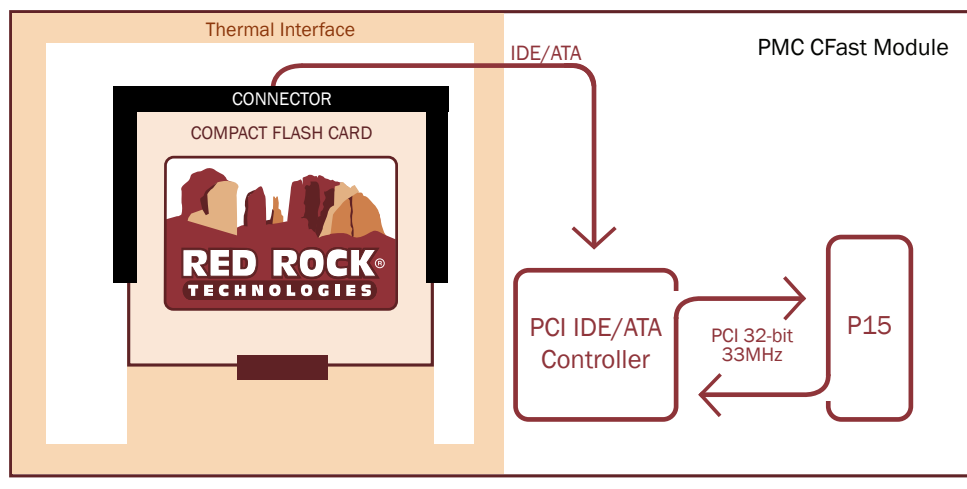 Thermal Interface
IDE/ATA
PMC CFast Module
CONNECTOR
COMPACT FLASH CARD
RED ROCK®
TECHNOLOGIES
PCI IDE/ATA
Controller
PCI 32-bit
33MHz
P15